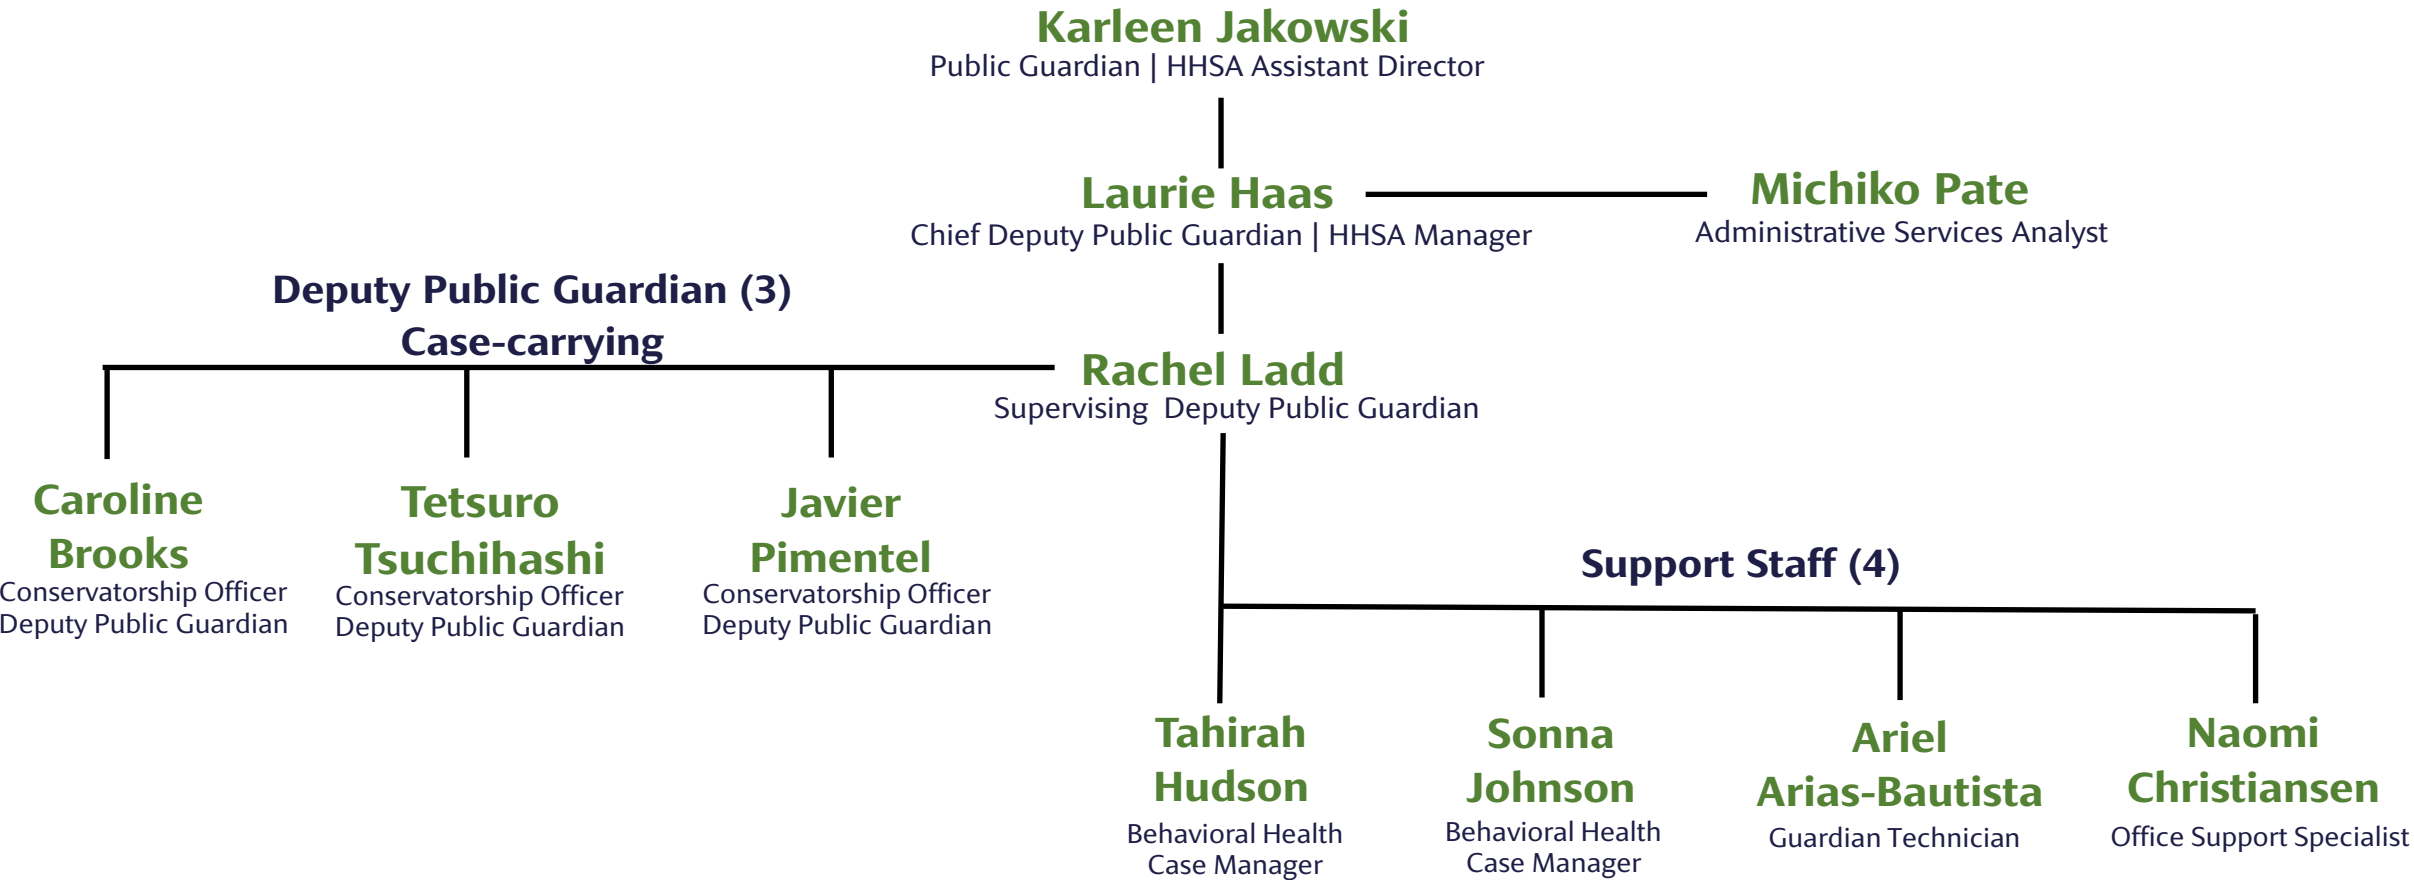 Karleen Jakowski
Public Guardian | HHSA Assistant Director
Laurie Haas
Chief Deputy Public Guardian | HHSA Manager
Michiko Pate
Administrative Services Analyst
Deputy Public Guardian (3)
Case-carrying
Rachel Ladd
Supervising Deputy Public Guardian
Caroline
Brooks
Conservatorship Officer
Deputy Public Guardian
Tetsuro
Tsuchihashi
Conservatorship Officer
Deputy Public Guardian
Javier
Pimentel
Conservatorship Officer
Deputy Public Guardian
Support Staff (4)
Tahirah
Hudson
Behavioral Health
Case Manager
Sonna
Johnson
Behavioral Health
Case Manager
Ariel
Arias-Bautista
Guardian Technician
Naomi
Christiansen
Office Support Specialist